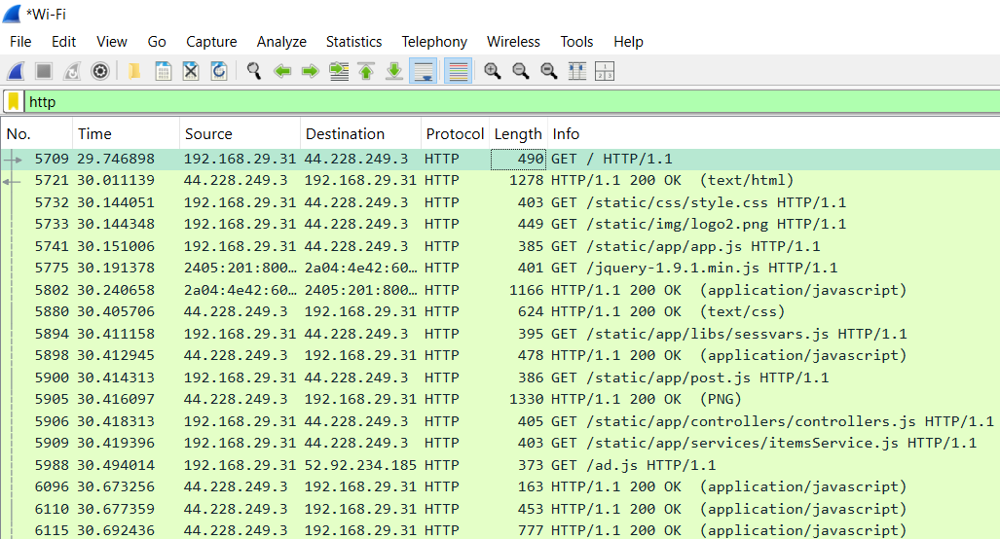 *Wi-Fi
File Edit View Go Capture Analyze Statistics Telephony Wireless Tools Help
http
No. Time Source Destination Protocol Length Info
5709 29.746898 192.168.29.31 44.228.249.3 HTTP 490 GET / HTTP/1.1
5721 30.011139 44.228.249.3 192.168.29.31 HTTP 1278 HTTP/1.1 200 OK (text/html)
5732 30.144051 192.168.29.31 44.228.249.3 HTTP 403 GET /static/css/style.css HTTP/1.1
5733 30.144348 192.168.29.31 44.228.249.3 HTTP 449 GET /static/img/logo2.png HTTP/1.1
5741 30.151006 192.168.29.31 44.228.249.3 HTTP 385 GET /static/app/app.js HTTP/1.1
5775 30.191378 2405:201:800… 2a04:4e42:60… HTTP 401 GET /jquery-1.9.1.min.js HTTP/1.1
5802 30.240658 2a04:4e42:60… 2405:201:800… HTTP 1166 HTTP/1.1 200 OK (application/javascript)
5880 30.405706 44.228.249.3 192.168.29.31 HTTP 624 HTTP/1.1 200 OK (text/css)
5894 30.411158 192.168.29.31 44.228.249.3 HTTP 395 GET /static/app/libs/sessvars.js HTTP/1.1
5898 30.412945 44.228.249.3 192.168.29.31 HTTP 478 HTTP/1.1 200 OK (application/javascript)
5900 30.414313 192.168.29.31 44.228.249.3 HTTP 386 GET /static/app/post.js HTTP/1.1
5905 30.416097 44.228.249.3 192.168.29.31 HTTP 1330 HTTP/1.1 200 OK (PNG)
5906 30.418313 192.168.29.31 44.228.249.3 HTTP 405 GET /static/app/controllers/controllers.js HTTP/1.1
5909 30.419396 192.168.29.31 44.228.249.3 HTTP 403 GET /static/app/services/itemsService.js HTTP/1.1
5988 30.494014 192.168.29.31 52.92.234.185 HTTP 373 GET /ad.js HTTP/1.1
6096 30.673256 44.228.249.3 192.168.29.31 HTTP 163 HTTP/1.1 200 OK (application/javascript)
6110 30.677359 44.228.249.3 192.168.29.31 HTTP 453 HTTP/1.1 200 OK (application/javascript)
6115 30.692436 44.228.249.3 192.168.29.31 HTTP 777 HTTP/1.1 200 OK (application/javascript)